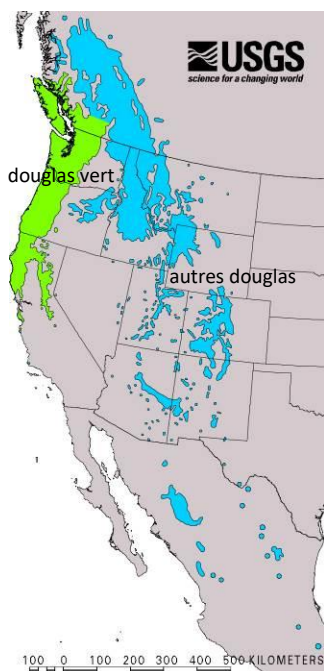 USGS
science for a changing world
douglas vert
autres douglas
100 0 100 200 300 400 500 KILOMETERS